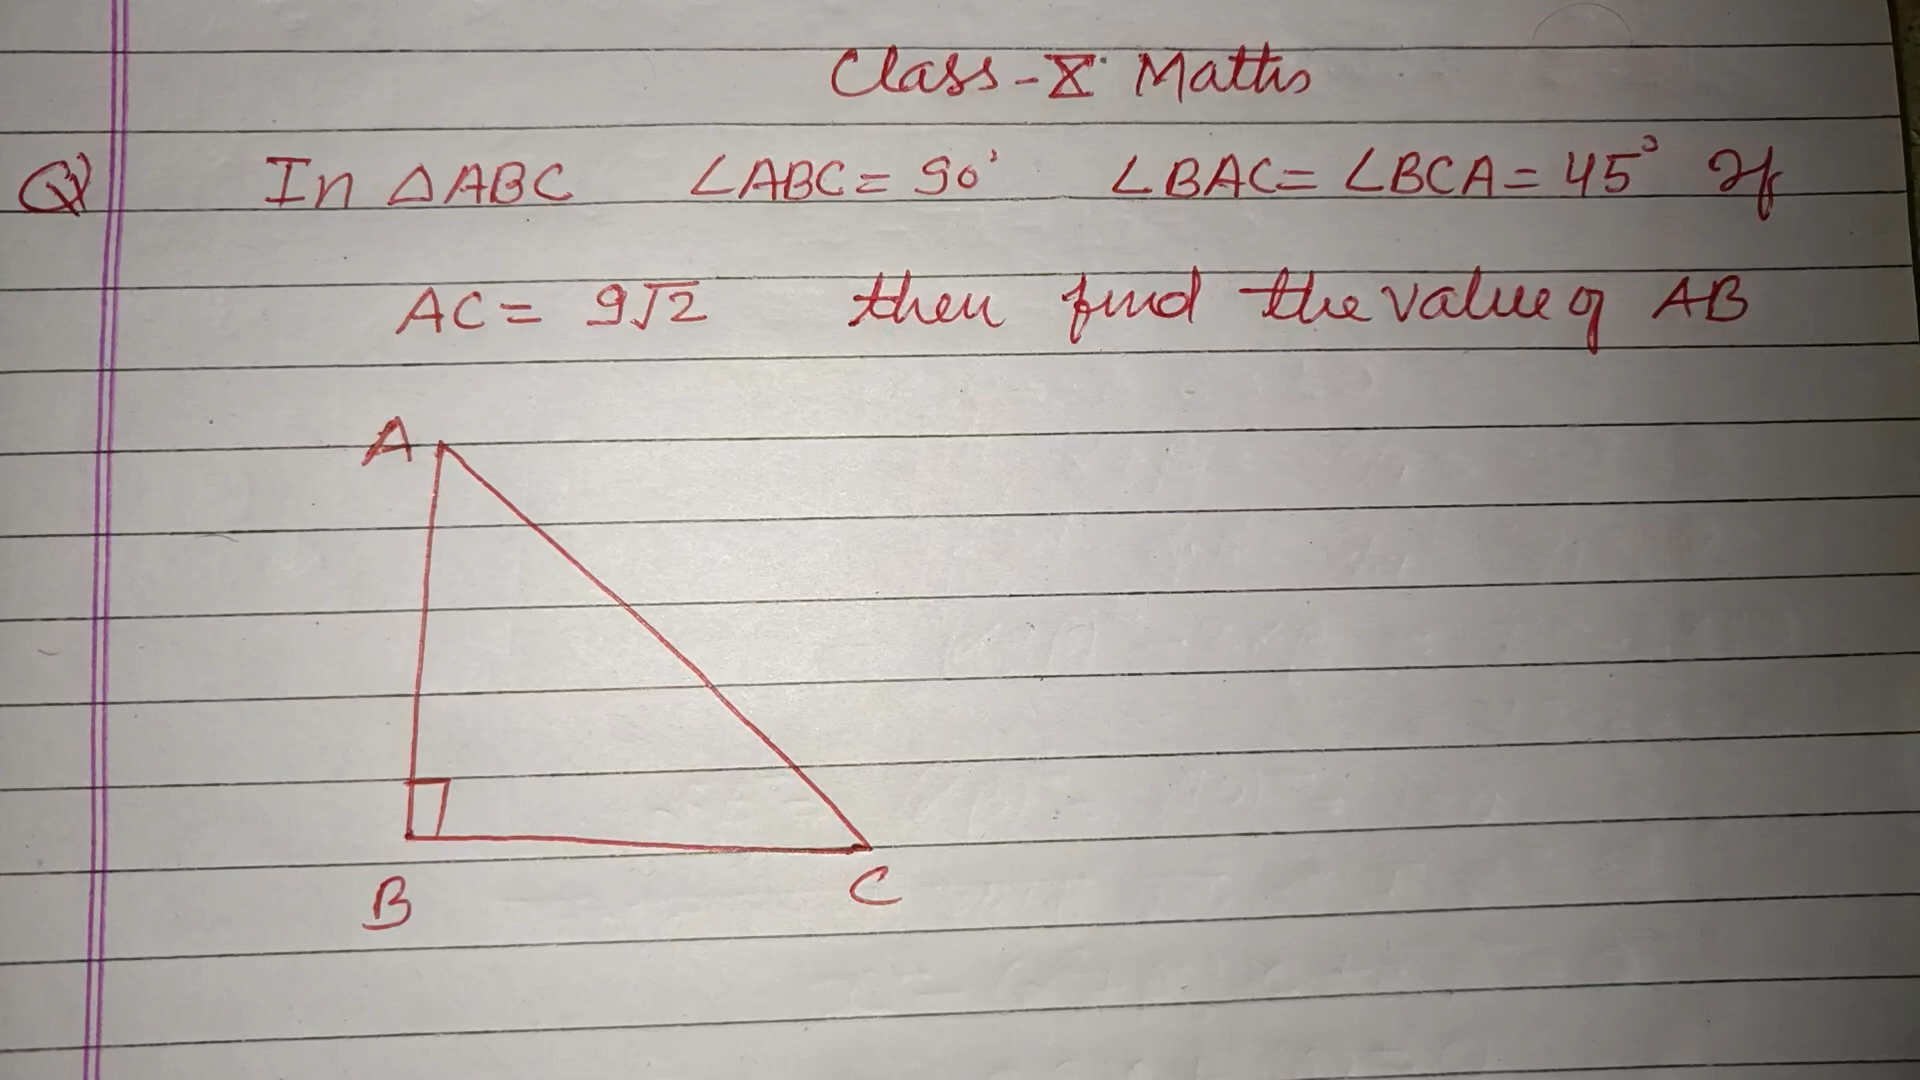 Class - X Maths
Q) In △ABC ∠ABC = 90° ∠BAC = ∠BCA = 45° If
AC = 9√2 then find the value of AB
A
B
C